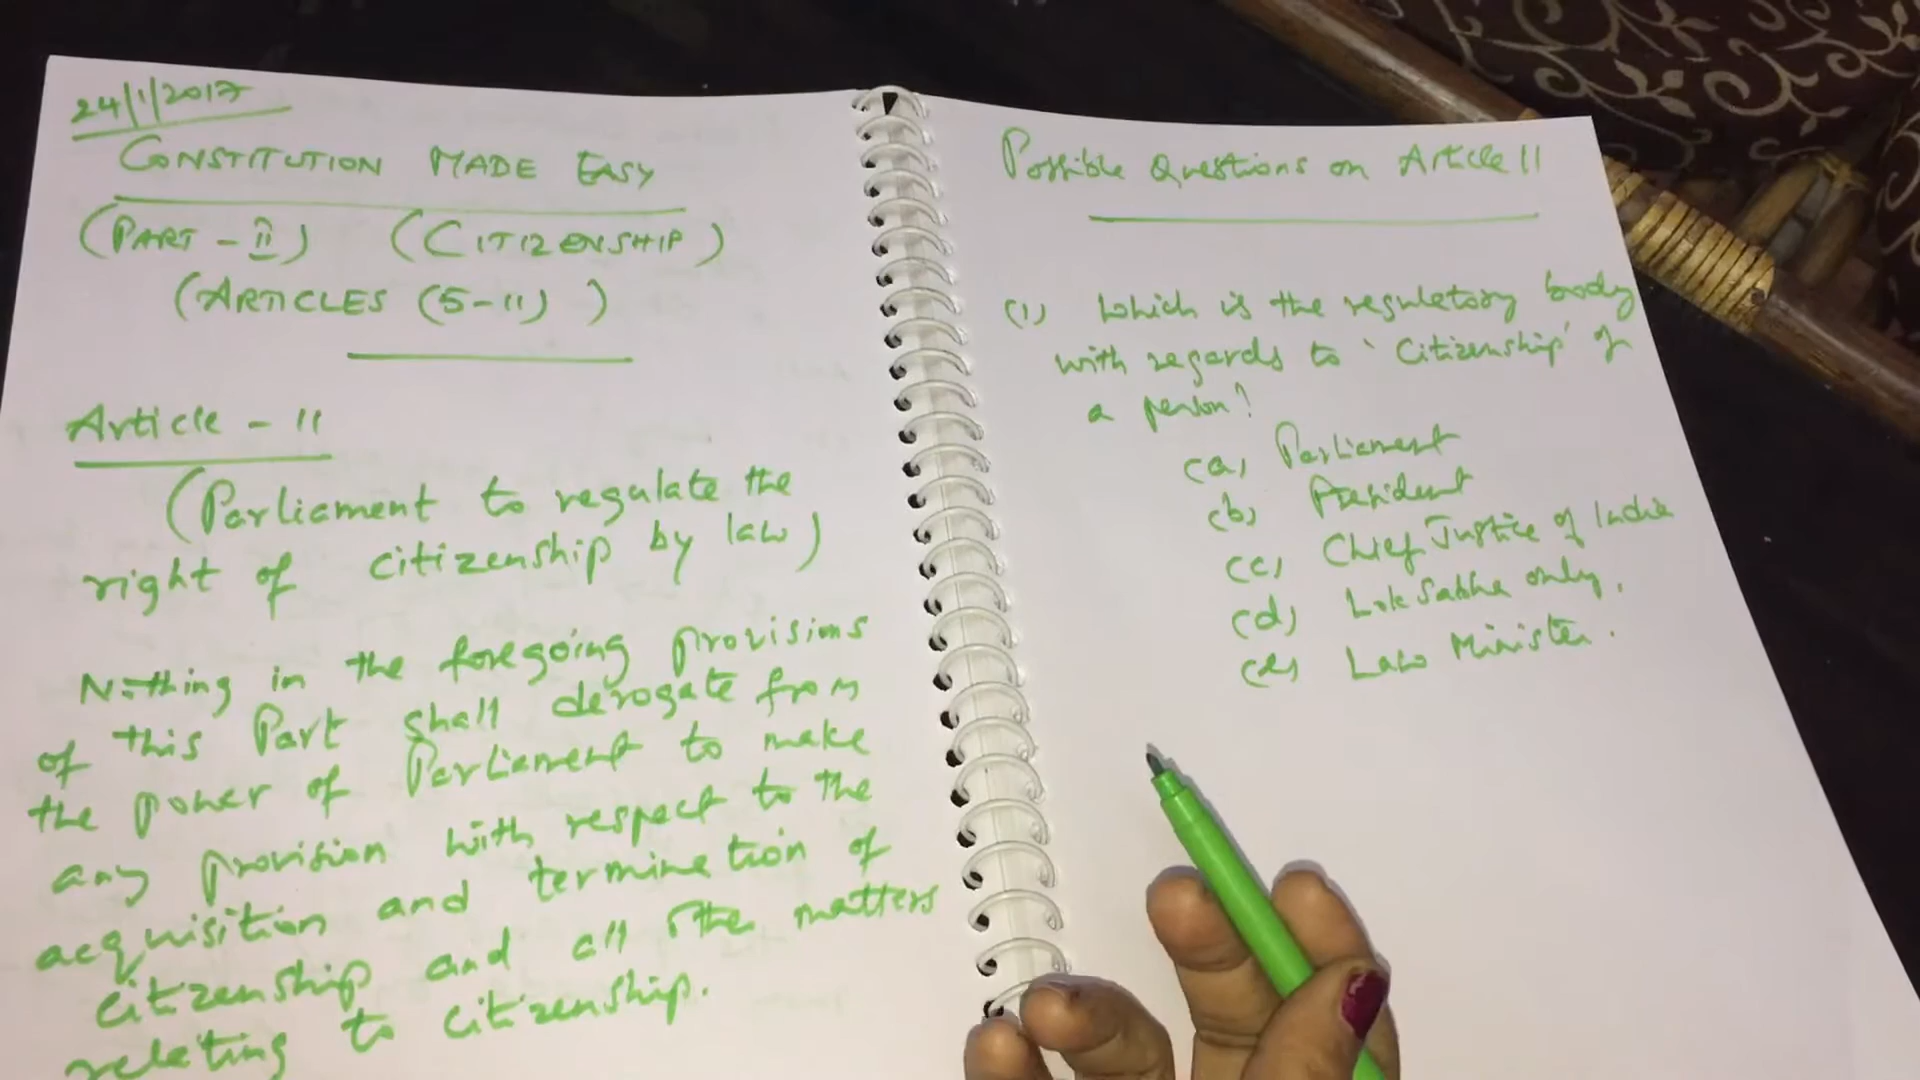 24/1/2017
CONSTITUTION MADE EASY
(PART - II) (CITIZENSHIP)
(ARTICLES (5-11))
Article - 11
(Parliament to regulate the
right of citizenship by law)
Nothing in the foregoing provisions
of this Part shall derogate from
the power of Parliament to make
any provision with respect to the
acquisition and termination of
citizenship and all other matters
relating to citizenship.
Possible Questions on Article 11
(1) Which is the regulatory body
with regards to 'Citizenship' of
a person?
(a) Parliament
(b) President
(c) Chief Justice of India
(d) Lok Sabha only.
(e) Law Minister.